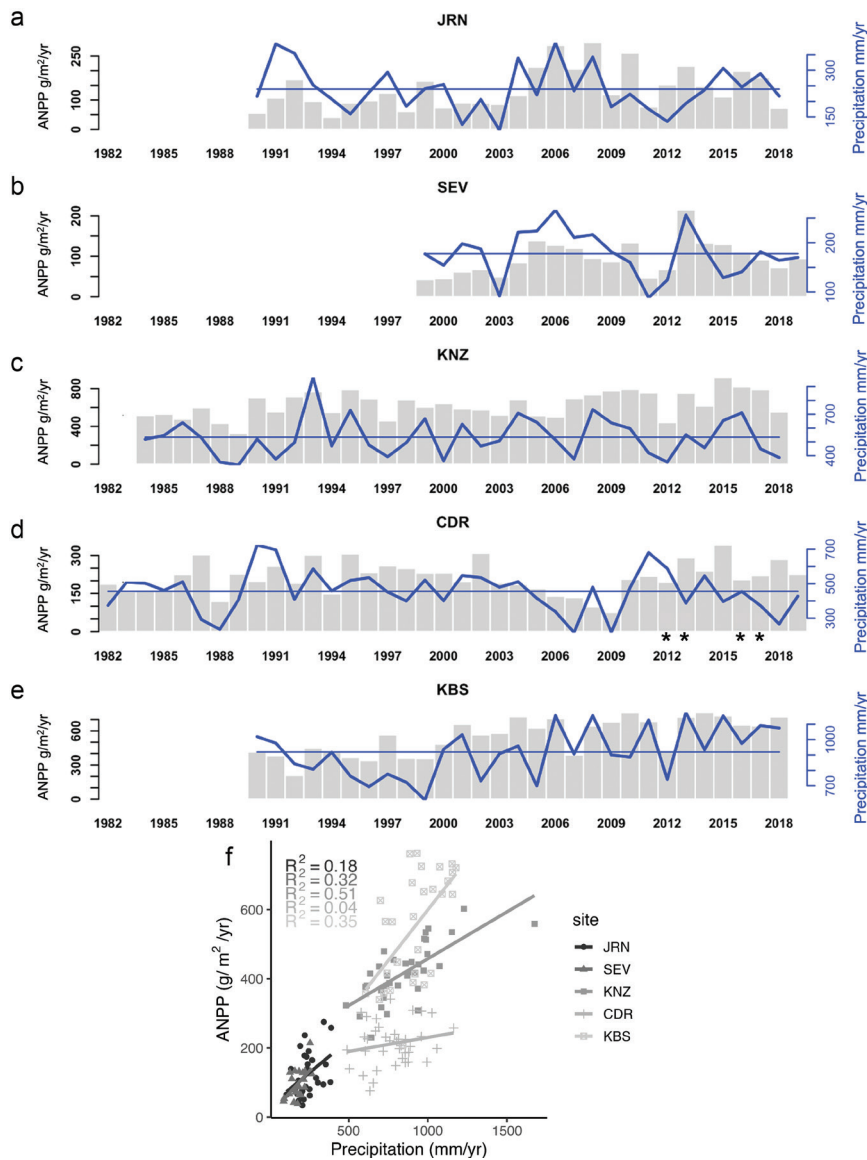 a
JRN
ANPP g/m²/yr
250
100
0
Precipitation mm/yr
300
150
1982 1985 1988 1991 1994 1997 2000 2003 2006 2009 2012 2015 2018
b
SEV
ANPP g/m²/yr
200
100
0
Precipitation mm/yr
200
100
1982 1985 1988 1991 1994 1997 2000 2003 2006 2009 2012 2015 2018
c
KNZ
ANPP g/m²/yr
800
400
0
Precipitation mm/yr
700
400
1982 1985 1988 1991 1994 1997 2000 2003 2006 2009 2012 2015 2018
d
CDR
ANPP g/m²/yr
300
150
0
Precipitation mm/yr
700
500
300
* * * *
1982 1985 1988 1991 1994 1997 2000 2003 2006 2009 2012 2015 2018
e
KBS
ANPP g/m²/yr
600
300
0
Precipitation mm/yr
1000
700
1982 1985 1988 1991 1994 1997 2000 2003 2006 2009 2012 2015 2018
f
R² = 0.18
R² = 0.32
R² = 0.51
R² = 0.04
R² = 0.35
ANPP (g/ m² /yr)
600
400
200
0
500 1000 1500
Precipitation (mm/yr)
site
JRN
SEV
KNZ
CDR
KBS